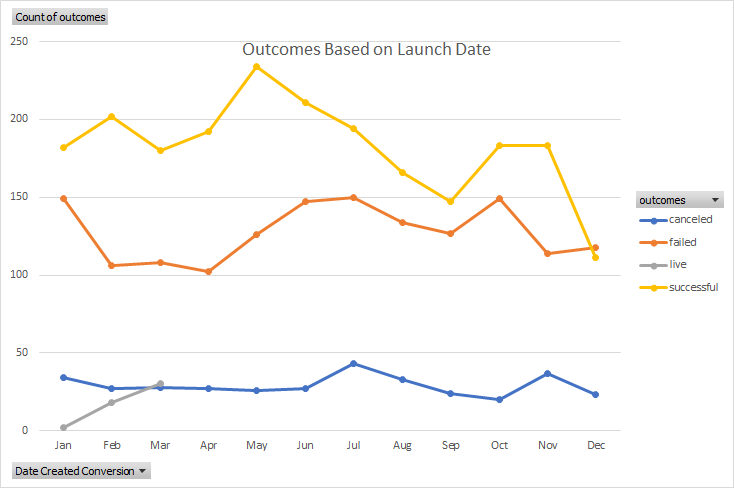 Count of outcomes
Outcomes Based on Launch Date
250
200
150
100
50
0
Jan Feb Mar Apr May Jun Jul Aug Sep Oct Nov Dec
outcomes
canceled
failed
live
successful
Date Created Conversion